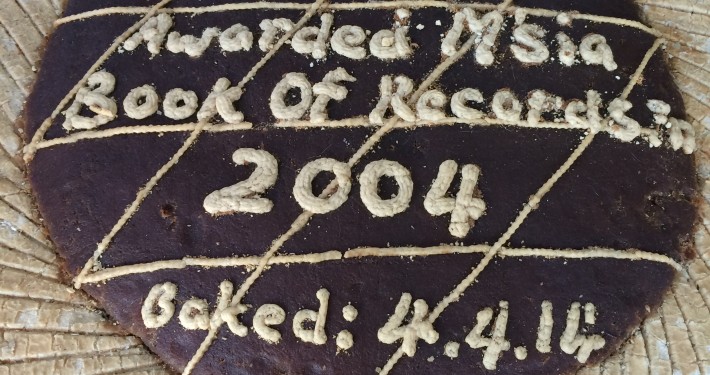 Awarded M'Sia
Book Of Records.in
2004
Baked: 4.4.14